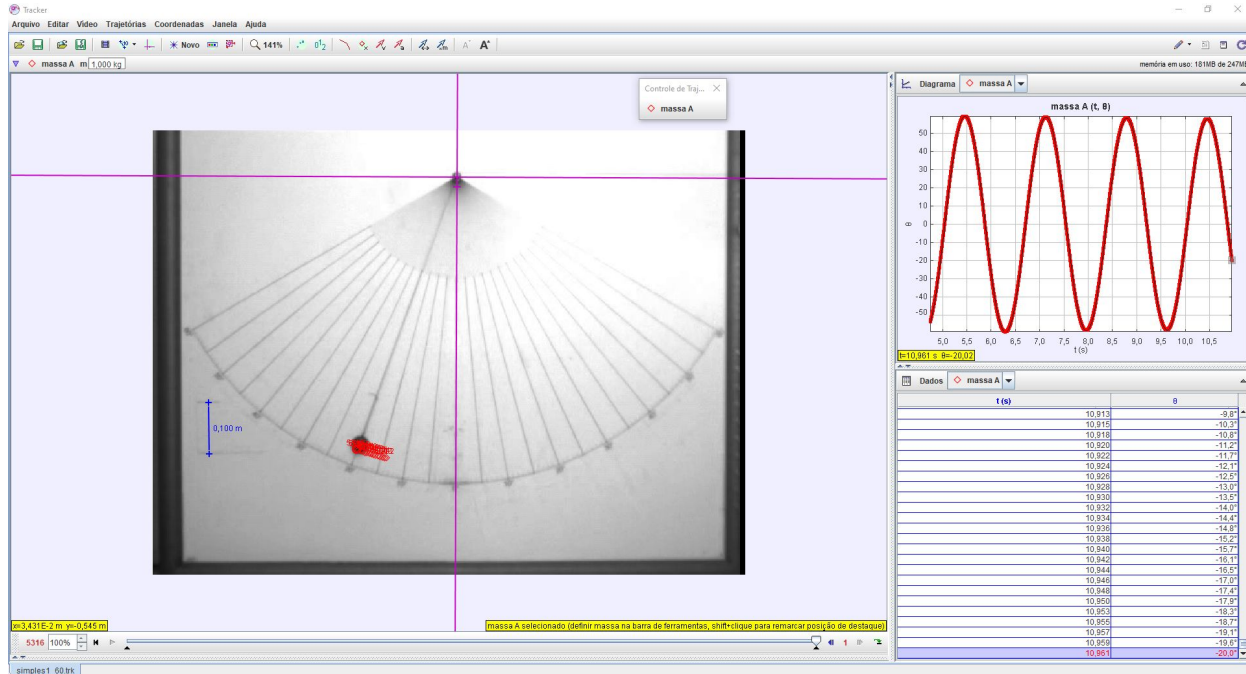 Tracker
Arquivo Editar Video Trajetórias Coordenadas Janela Ajuda
Novo 141%
massa A m 1,000 kg
memória em uso: 181MB de 247MB
Controle de Traj...
massa A
0,100 m
x=3,431E-2 m y=-0,545 m
massa A selecionado (definir massa na barra de ferramentas, shift+clique para remarcar posição de destaque)
5316 100% 1
simples1_60.trk
Diagrama massa A
massa A (t, θ)
50
40
30
20
10
0
-10
-20
-30
-40
-50
θ
5,0 5,5 6,0 6,5 7,0 7,5 8,0 8,5 9,0 9,5 10,0 10,5
t (s)
t=10,961 s θ=-20,02
Dados massa A
t (s) θ
10,913 -9,8°
10,915 -10,3°
10,918 -10,8°
10,920 -11,2°
10,922 -11,7°
10,924 -12,1°
10,926 -12,5°
10,928 -13,0°
10,930 -13,5°
10,932 -14,0°
10,934 -14,4°
10,936 -14,8°
10,938 -15,2°
10,940 -15,7°
10,942 -16,1°
10,944 -16,5°
10,946 -17,0°
10,948 -17,4°
10,950 -17,9°
10,953 -18,3°
10,955 -18,7°
10,957 -19,1°
10,959 -19,6°
10,961 -20,0°